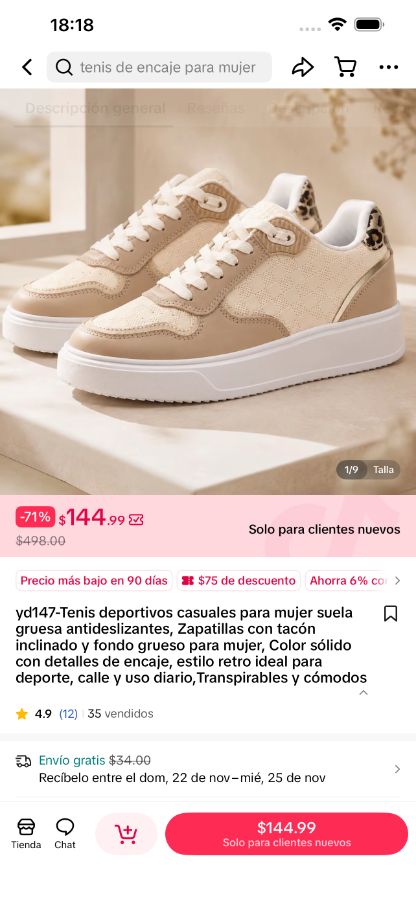 18:18
tenis de encaje para mujer
Descripción general
Reseñas
1/9 Talla
-71% $144.99
$498.00
Solo para clientes nuevos
Precio más bajo en 90 días
$75 de descuento
Ahorra 6% co
yd147-Tenis deportivos casuales para mujer suela
gruesa antideslizantes, Zapatillas con tacón
inclinado y fondo grueso para mujer, Color sólido
con detalles de encaje, estilo retro ideal para
deporte, calle y uso diario,Transpirables y cómodos
4.9 (12) 35 vendidos
Envío gratis $34.00
Recíbelo entre el dom, 22 de nov–mié, 25 de nov
Tienda
Chat
$144.99
Solo para clientes nuevos